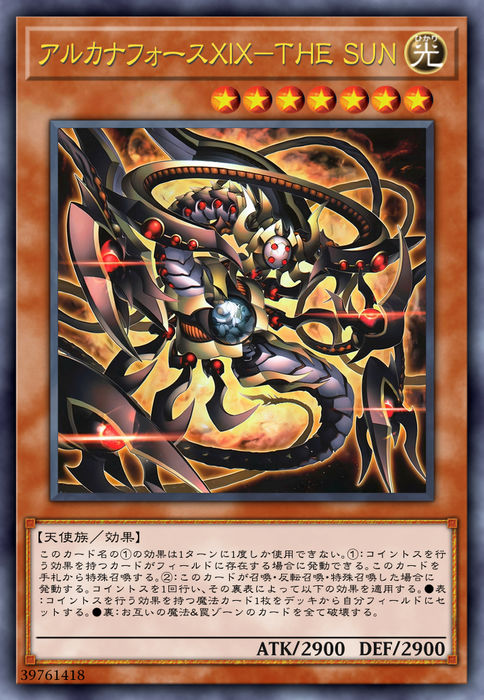 アルカナフォースXIX－THE SUN
ひかり
光
【天使族／効果】
このカード名の①の効果は1ターンに1度しか使用できない。①：コイントスを行
う効果を持つカードがフィールドに存在する場合に発動できる。このカードを
手札から特殊召喚する。②：このカードが召喚・反転召喚・特殊召喚した場合に
発動する。コイントスを1回行い、その裏表によって以下の効果を適用する。●表
：コイントスを行う効果を持つ魔法カード1枚をデッキから自分フィールドにセ
ットする。●裏：お互いの魔法&罠ゾーンのカードを全て破壊する。
ATK/2900 DEF/2900
39761418